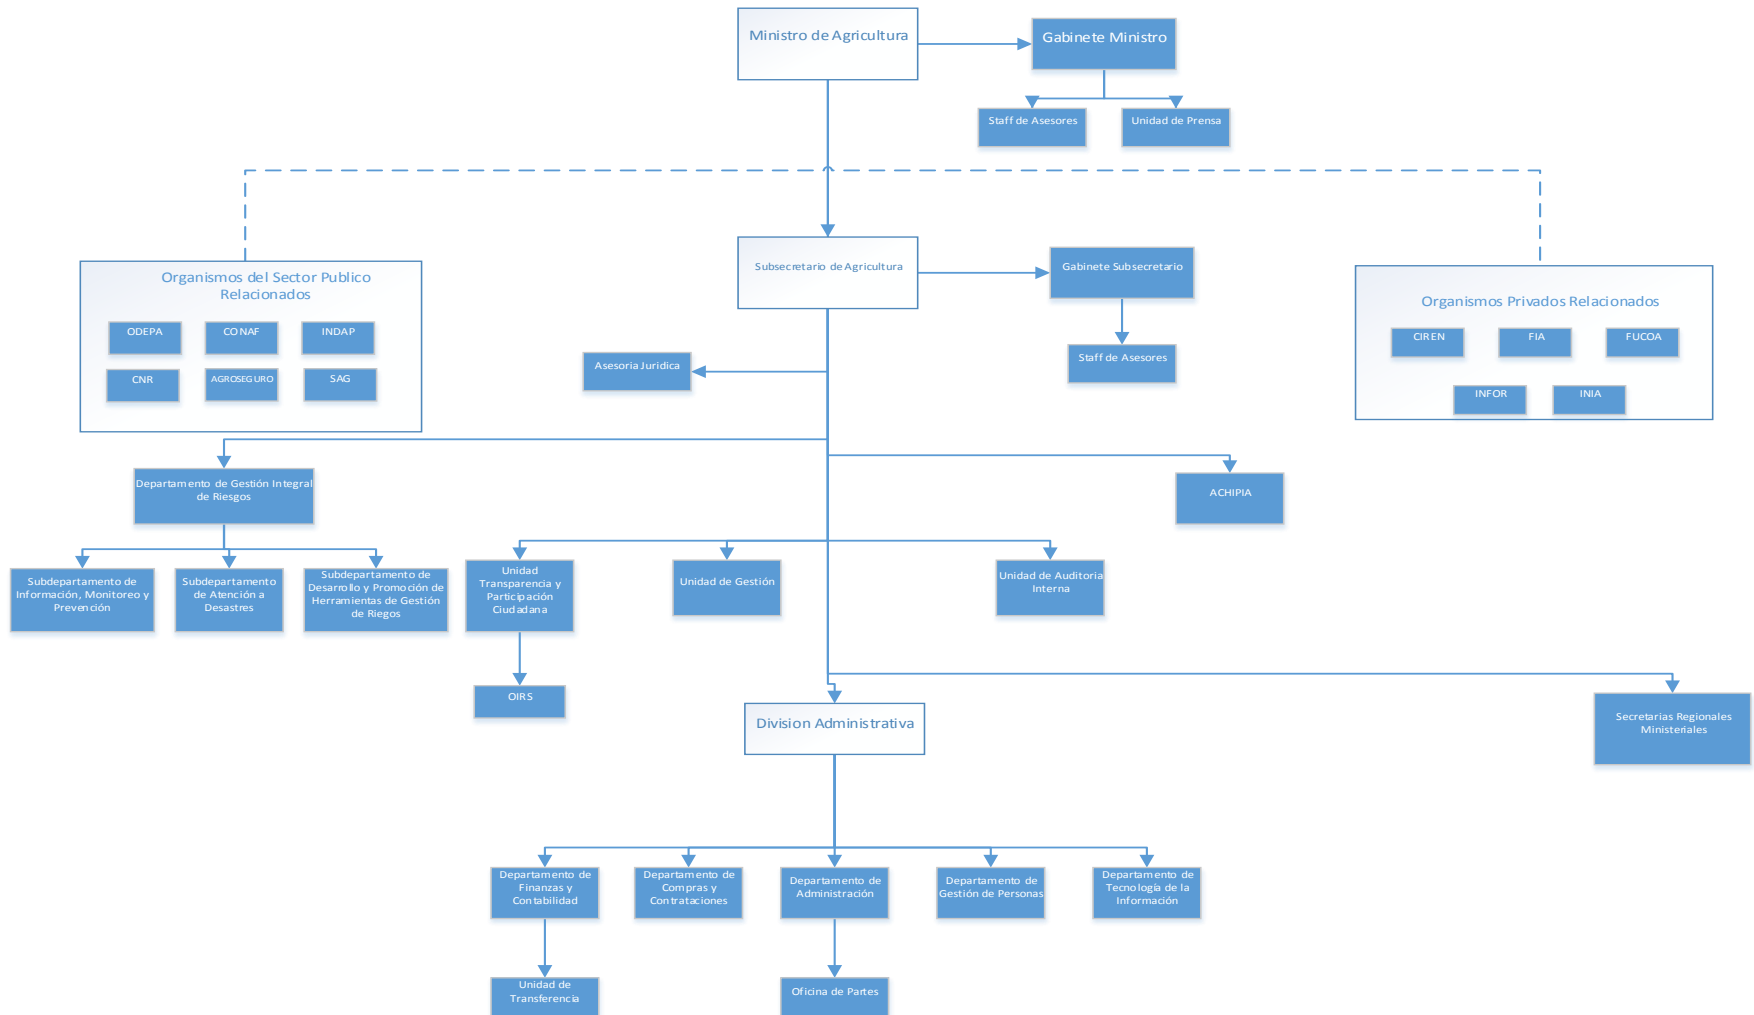 Ministro de Agricultura
Gabinete Ministro
Staff de Asesores
Unidad de Prensa
Organismos del Sector Publico
Relacionados
ODEPA
CONAF
INDAP
CNR
AGROSEGURO
SAG
Subsecretario de Agricultura
Gabinete Subsecretario
Staff de Asesores
Asesoria Juridica
Organismos Privados Relacionados
CIREN
FIA
FUCOA
INFOR
INIA
Departamento de Gestión Integral
de Riesgos
ACHIPIA
Subdepartamento de
Información, Monitoreo y
Prevención
Subdepartamento
de Atención a
Desastres
Subdepartamento de
Desarrollo y Promoción de
Herramientas de Gestión
de Riegos
Unidad
Transparencia y
Participación
Ciudadana
Unidad de Gestión
Unidad de Auditoria
Interna
OIRS
Division Administrativa
Secretarias Regionales
Ministeriales
Departamento de
Finanzas y
Contabilidad
Departamento de
Compras y
Contrataciones
Departamento de
Administración
Departamento de
Gestión de Personas
Departamento de
Tecnología de la
Información
Unidad de
Transferencia
Oficina de Partes